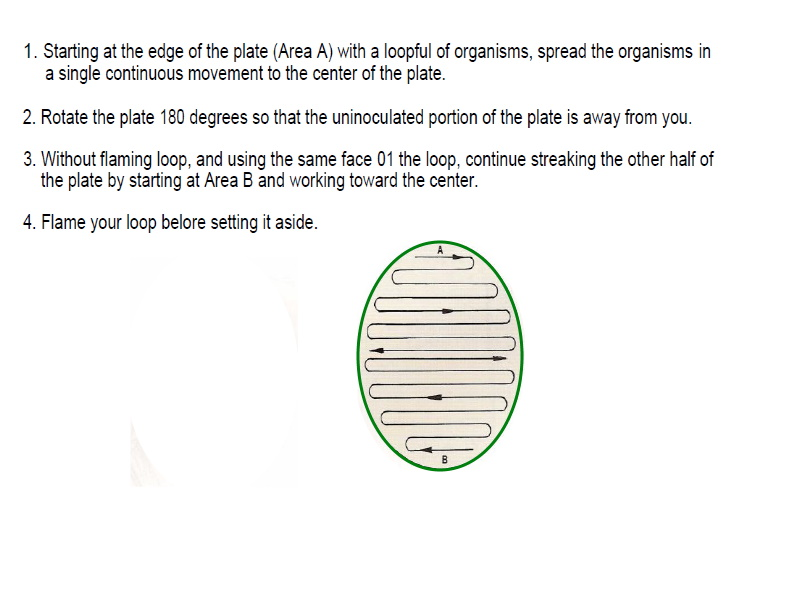 1. Starting at the edge of the plate (Area A) with a loopful of organisms, spread the organisms in
a single continuous movement to the center of the plate.
2. Rotate the plate 180 degrees so that the uninoculated portion of the plate is away from you.
3. Without flaming loop, and using the same face 01 the loop, continue streaking the other half of
the plate by starting at Area B and working toward the center.
4. Flame your loop belore setting it aside.
A
B